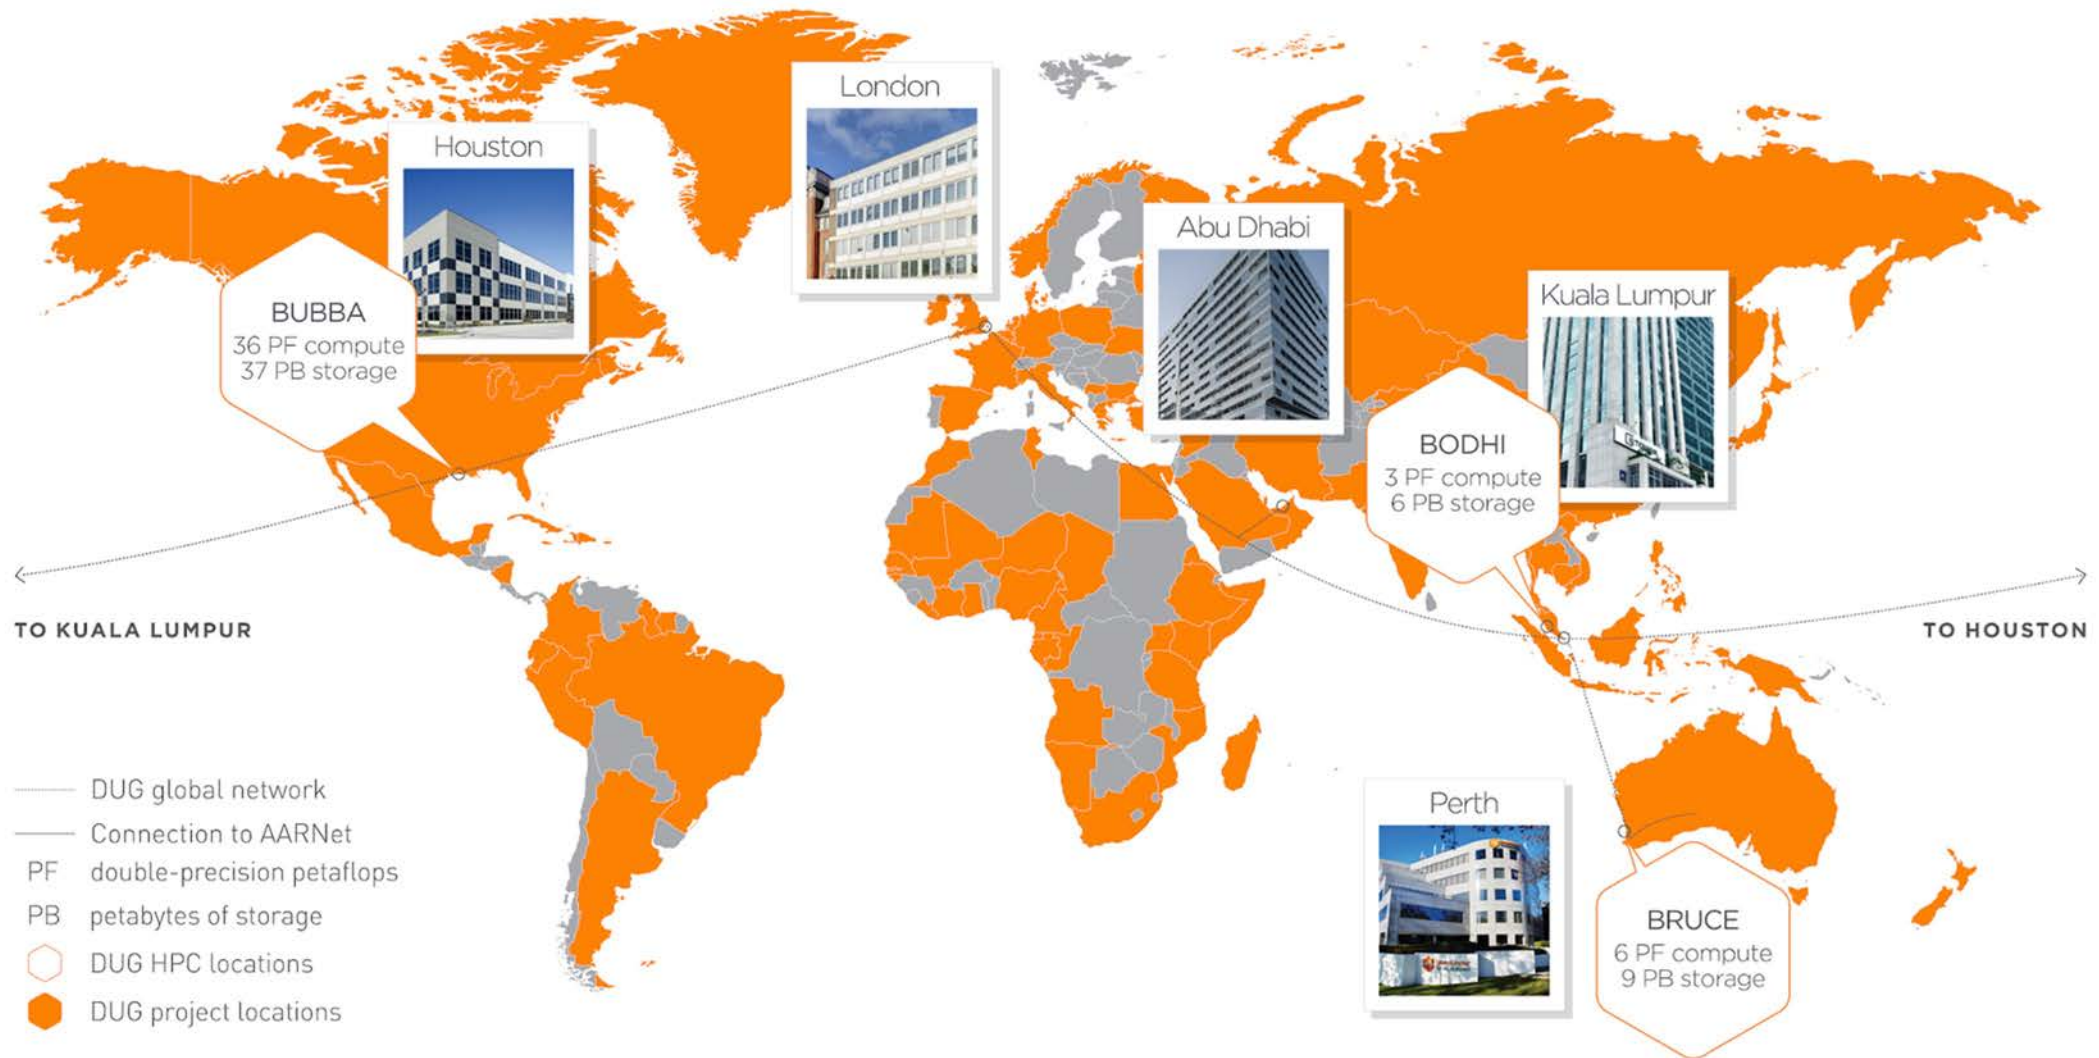 London
Houston
Abu Dhabi
Kuala Lumpur
BUBBA
36 PF compute
37 PB storage
BODHI
3 PF compute
6 PB storage
TO KUALA LUMPUR
TO HOUSTON
DUG global network
Connection to AARNet
PF double-precision petaflops
PB petabytes of storage
DUG HPC locations
DUG project locations
Perth
BRUCE
6 PF compute
9 PB storage